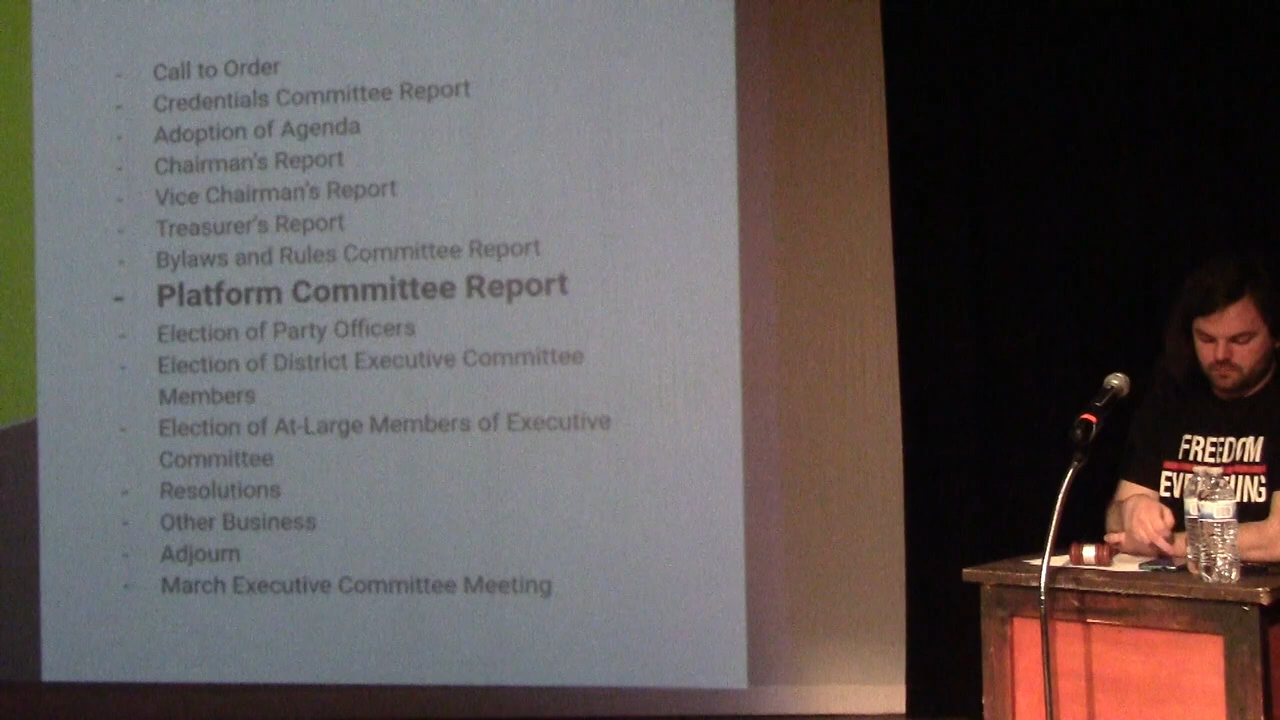 - Call to Order
- Credentials Committee Report
- Adoption of Agenda
- Chairman's Report
- Vice Chairman's Report
- Treasurer's Report
- Bylaws and Rules Committee Report
- Platform Committee Report
- Election of Party Officers
- Election of District Executive Committee
Members
- Election of At-Large Members of Executive
Committee
- Resolutions
- Other Business
- Adjourn
- March Executive Committee Meeting
FREEDOM